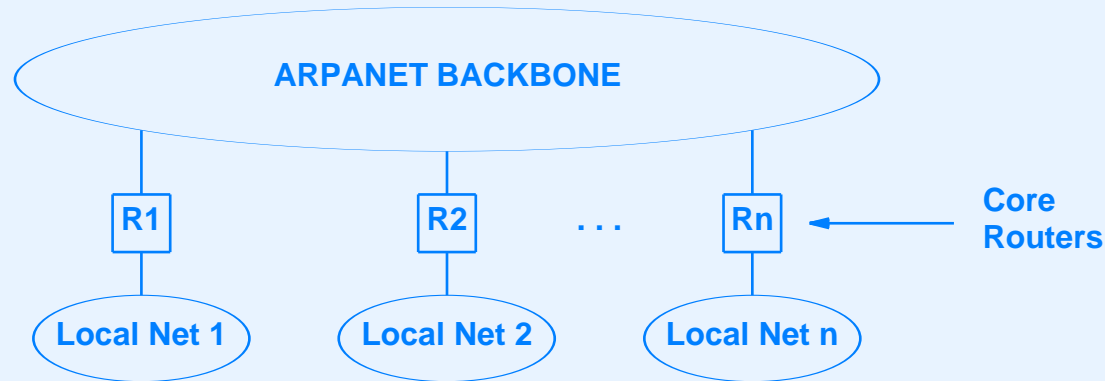 ARPANET BACKBONE
R1
R2
. . .
Rn
Core
Routers
Local Net 1
Local Net 2
Local Net n